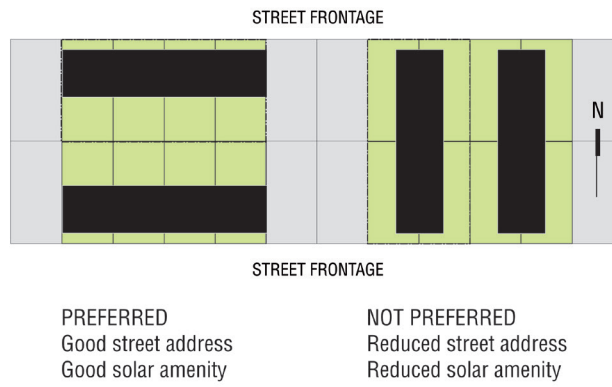 STREET FRONTAGE
N
STREET FRONTAGE
PREFERRED
Good street address
Good solar amenity
NOT PREFERRED
Reduced street address
Reduced solar amenity